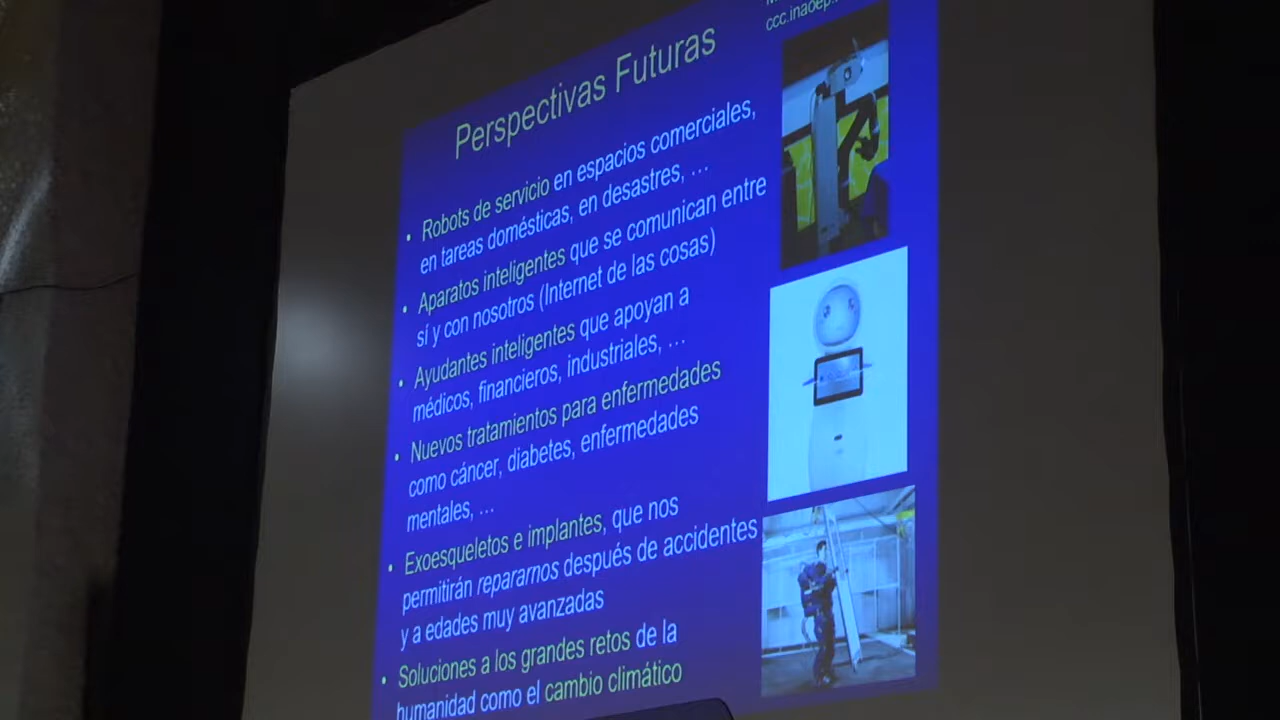 ccc.inaoep.
Perspectivas Futuras
• Robots de servicio en espacios comerciales,
en tareas domésticas, en desastres, …
• Aparatos inteligentes que se comunican entre
sí y con nosotros (Internet de las cosas)
• Ayudantes inteligentes que apoyan a
médicos, financieros, industriales, …
• Nuevos tratamientos para enfermedades
como cáncer, diabetes, enfermedades
mentales, …
• Exoesqueletos e implantes, que nos
permitirán repararnos después de accidentes
y a edades muy avanzadas
• Soluciones a los grandes retos de la
humanidad como el cambio climático